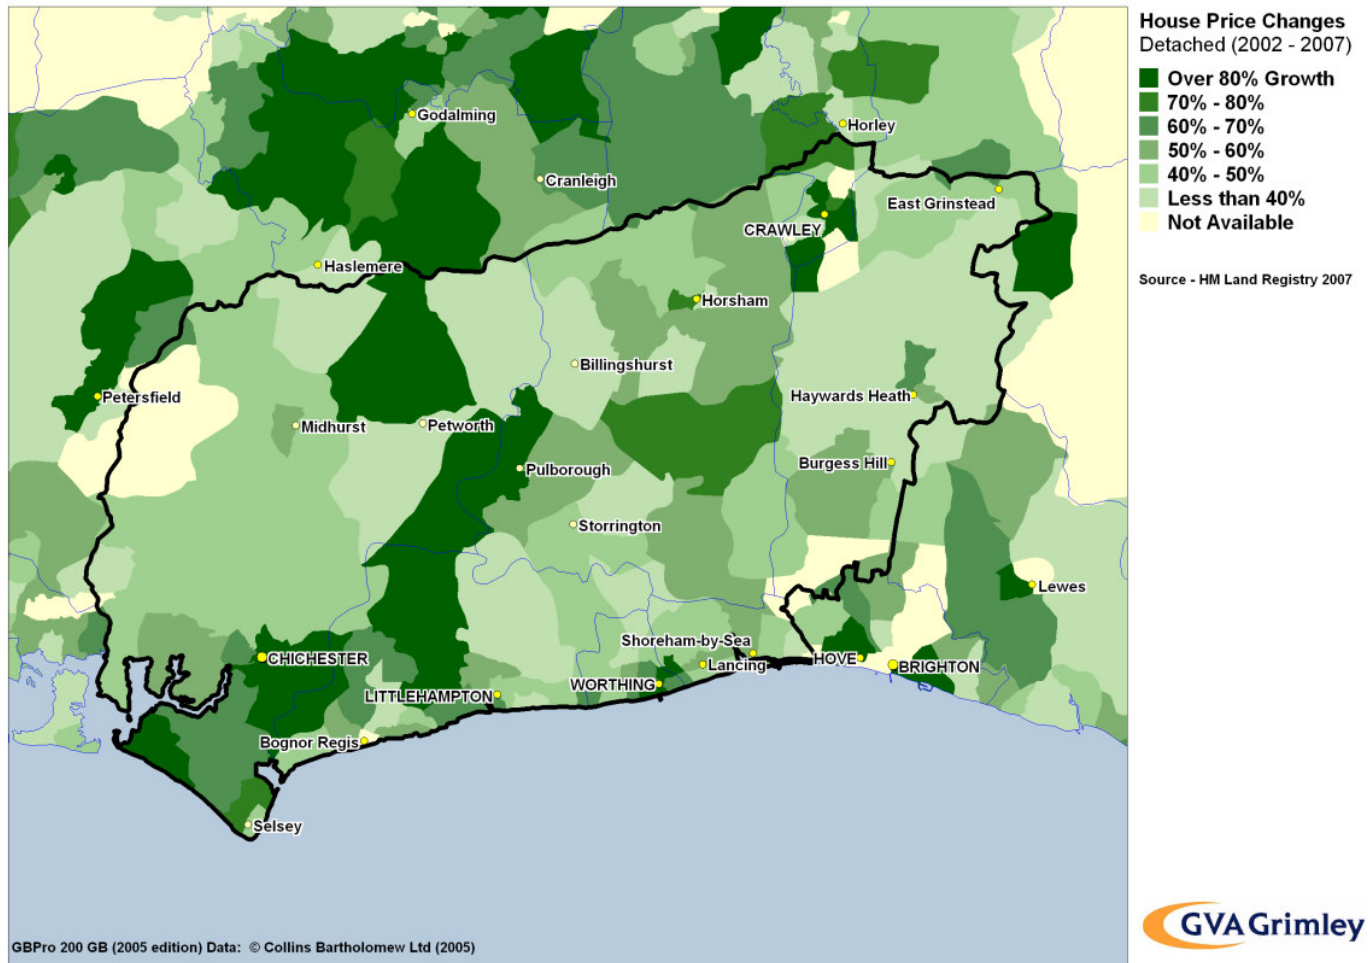 House Price Changes
Detached (2002 - 2007)
Over 80% Growth
70% - 80%
60% - 70%
50% - 60%
40% - 50%
Less than 40%
Not Available
Source - HM Land Registry 2007
Godalming
Horley
Cranleigh
East Grinstead
CRAWLEY
Haslemere
Horsham
Billingshurst
Petersfield
Haywards Heath
Midhurst
Petworth
Burgess Hill
Pulborough
Storrington
Lewes
Shoreham-by-Sea
CHICHESTER
Lancing
HOVE
BRIGHTON
WORTHING
LITTLEHAMPTON
Bognor Regis
Selsey
GVA Grimley
GBPro 200 GB (2005 edition) Data: © Collins Bartholomew Ltd (2005)